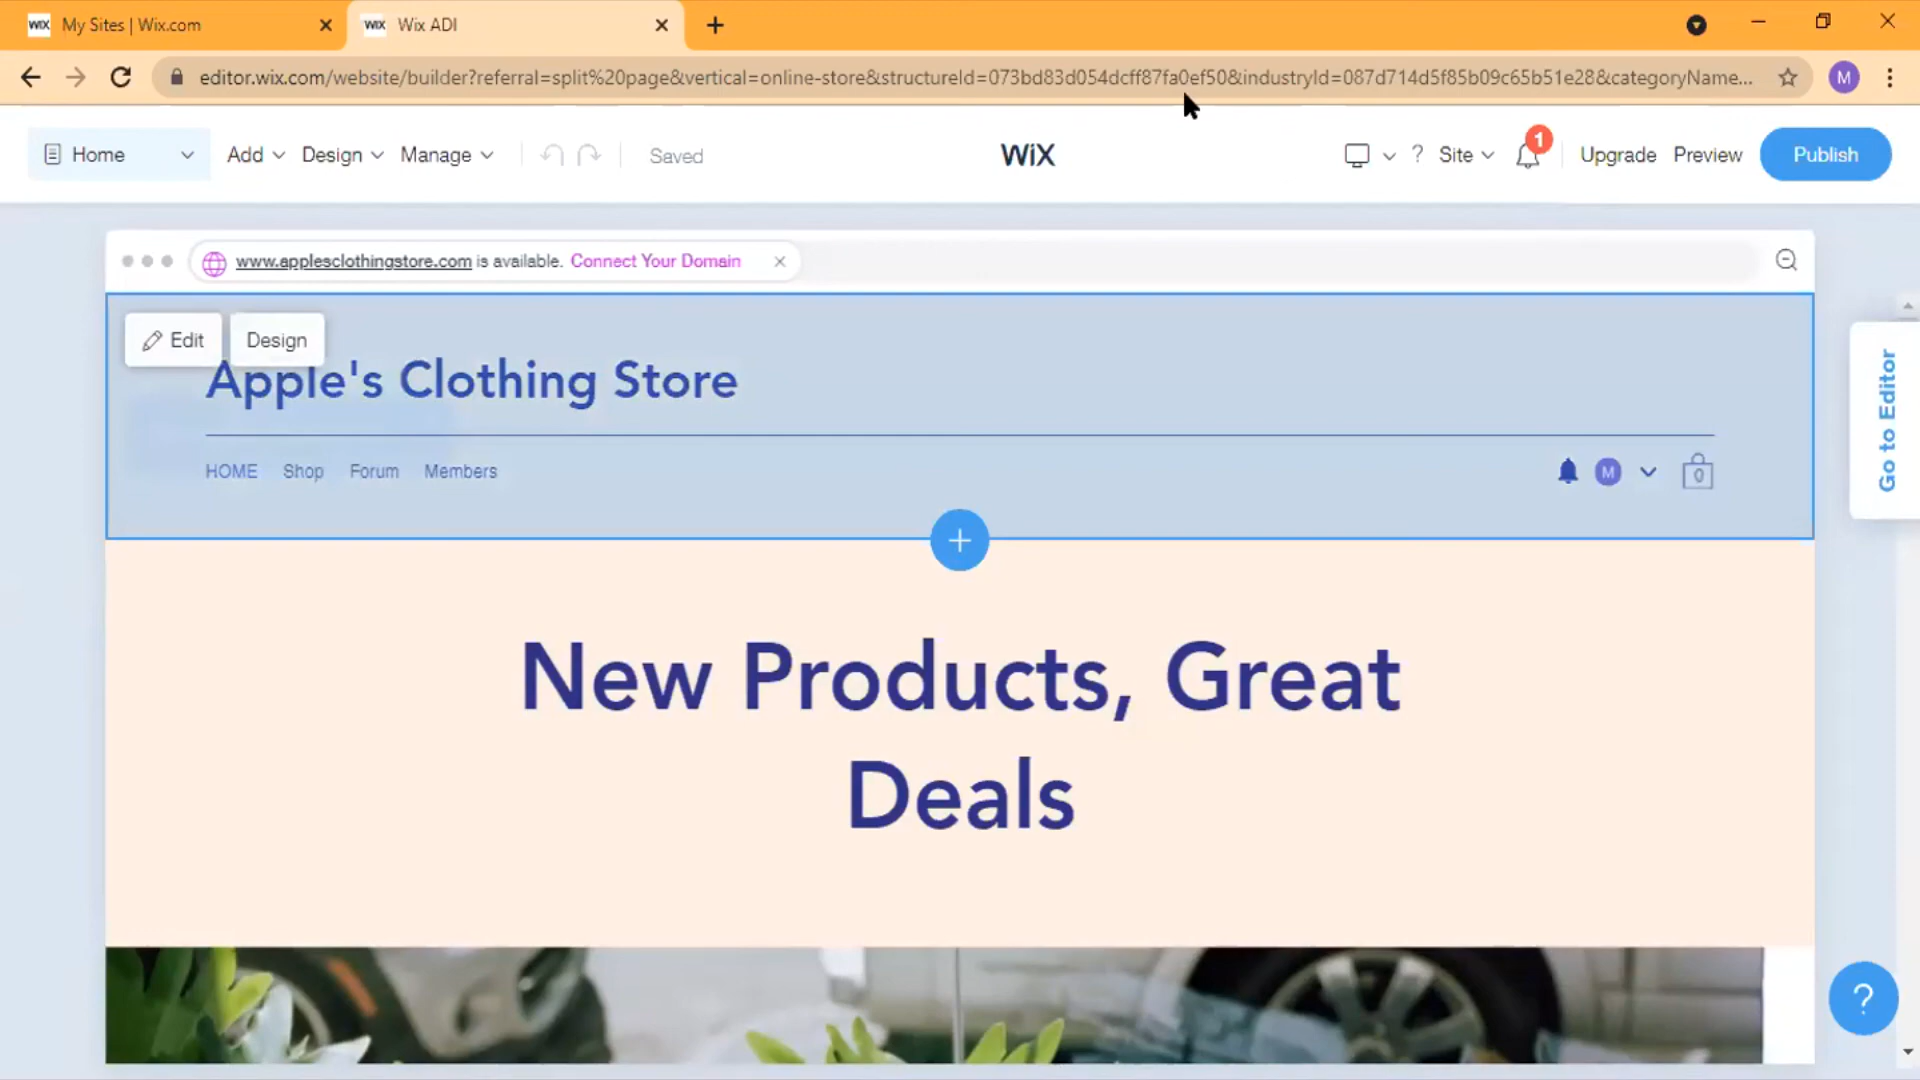 WIX My Sites | Wix.com
WIX Wix ADI
editor.wix.com/website/builder?referral=split%20page&vertical=online-store&structureId=073bd83d054dcff87fa0ef50&industryId=087d714d5f85b09c65b51e28&categoryName...
M
Home Add Design Manage Saved WiX ? Site 1 Upgrade Preview Publish
www.applesclothingstore.com is available. Connect Your Domain
Edit Design
Apple's Clothing Store
HOME Shop Forum Members M 0
Go to Editor
+
New Products, Great
Deals
?